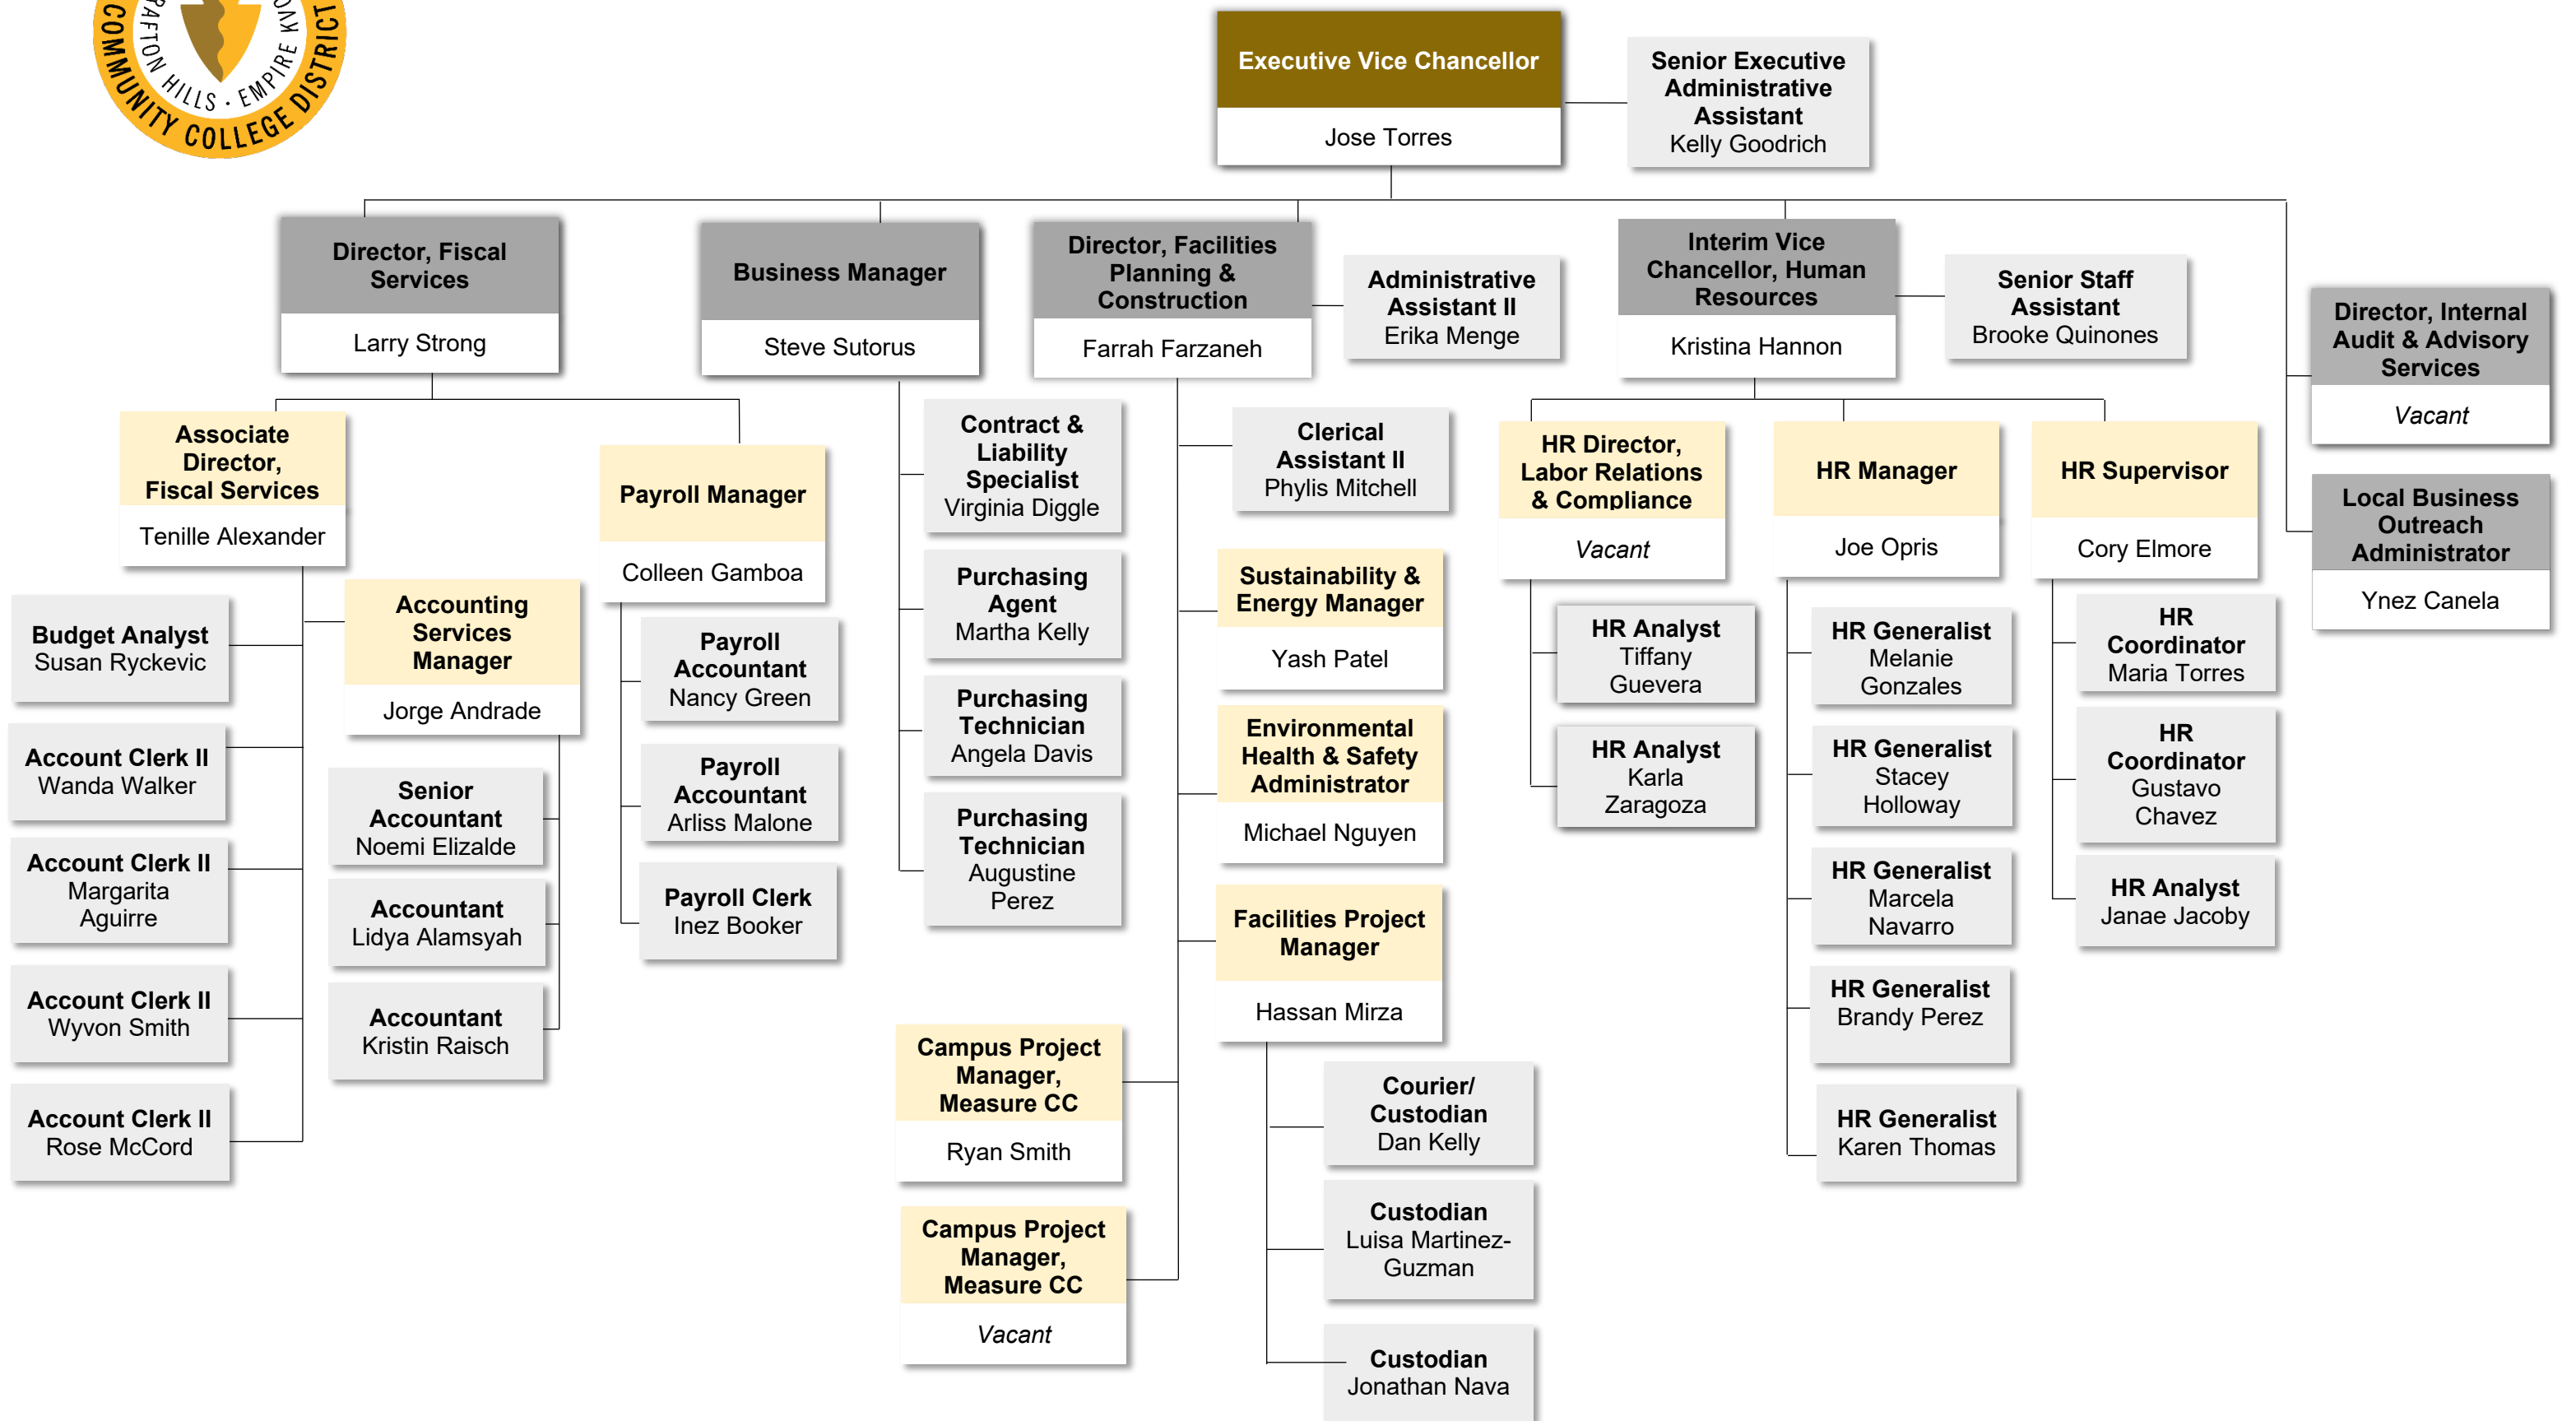 COMMUNITY COLLEGE DISTRICT
RAFTON HILLS · EMPIRE KV
Executive Vice Chancellor
Jose Torres
Senior Executive
Administrative
Assistant
Kelly Goodrich
Director, Fiscal
Services
Larry Strong
Business Manager
Steve Sutorus
Director, Facilities
Planning &
Construction
Farrah Farzaneh
Administrative
Assistant II
Erika Menge
Interim Vice
Chancellor, Human
Resources
Kristina Hannon
Senior Staff
Assistant
Brooke Quinones
Director, Internal
Audit & Advisory
Services
Vacant
Local Business
Outreach
Administrator
Ynez Canela
Associate
Director,
Fiscal Services
Tenille Alexander
Budget Analyst
Susan Ryckevic
Account Clerk II
Wanda Walker
Account Clerk II
Margarita
Aguirre
Account Clerk II
Wyvon Smith
Account Clerk II
Rose McCord
Accounting
Services
Manager
Jorge Andrade
Senior
Accountant
Noemi Elizalde
Accountant
Lidya Alamsyah
Accountant
Kristin Raisch
Payroll Manager
Colleen Gamboa
Payroll
Accountant
Nancy Green
Payroll
Accountant
Arliss Malone
Payroll Clerk
Inez Booker
Contract &
Liability
Specialist
Virginia Diggle
Purchasing
Agent
Martha Kelly
Purchasing
Technician
Angela Davis
Purchasing
Technician
Augustine
Perez
Clerical
Assistant II
Phylis Mitchell
Sustainability &
Energy Manager
Yash Patel
Environmental
Health & Safety
Administrator
Michael Nguyen
Facilities Project
Manager
Hassan Mirza
Campus Project
Manager,
Measure CC
Ryan Smith
Campus Project
Manager,
Measure CC
Vacant
Courier/
Custodian
Dan Kelly
Custodian
Luisa Martinez-
Guzman
Custodian
Jonathan Nava
HR Director,
Labor Relations
& Compliance
Vacant
HR Analyst
Tiffany
Guevera
HR Analyst
Karla
Zaragoza
HR Manager
Joe Opris
HR Generalist
Melanie
Gonzales
HR Generalist
Stacey
Holloway
HR Generalist
Marcela
Navarro
HR Generalist
Brandy Perez
HR Generalist
Karen Thomas
HR Supervisor
Cory Elmore
HR
Coordinator
Maria Torres
HR
Coordinator
Gustavo
Chavez
HR Analyst
Janae Jacoby